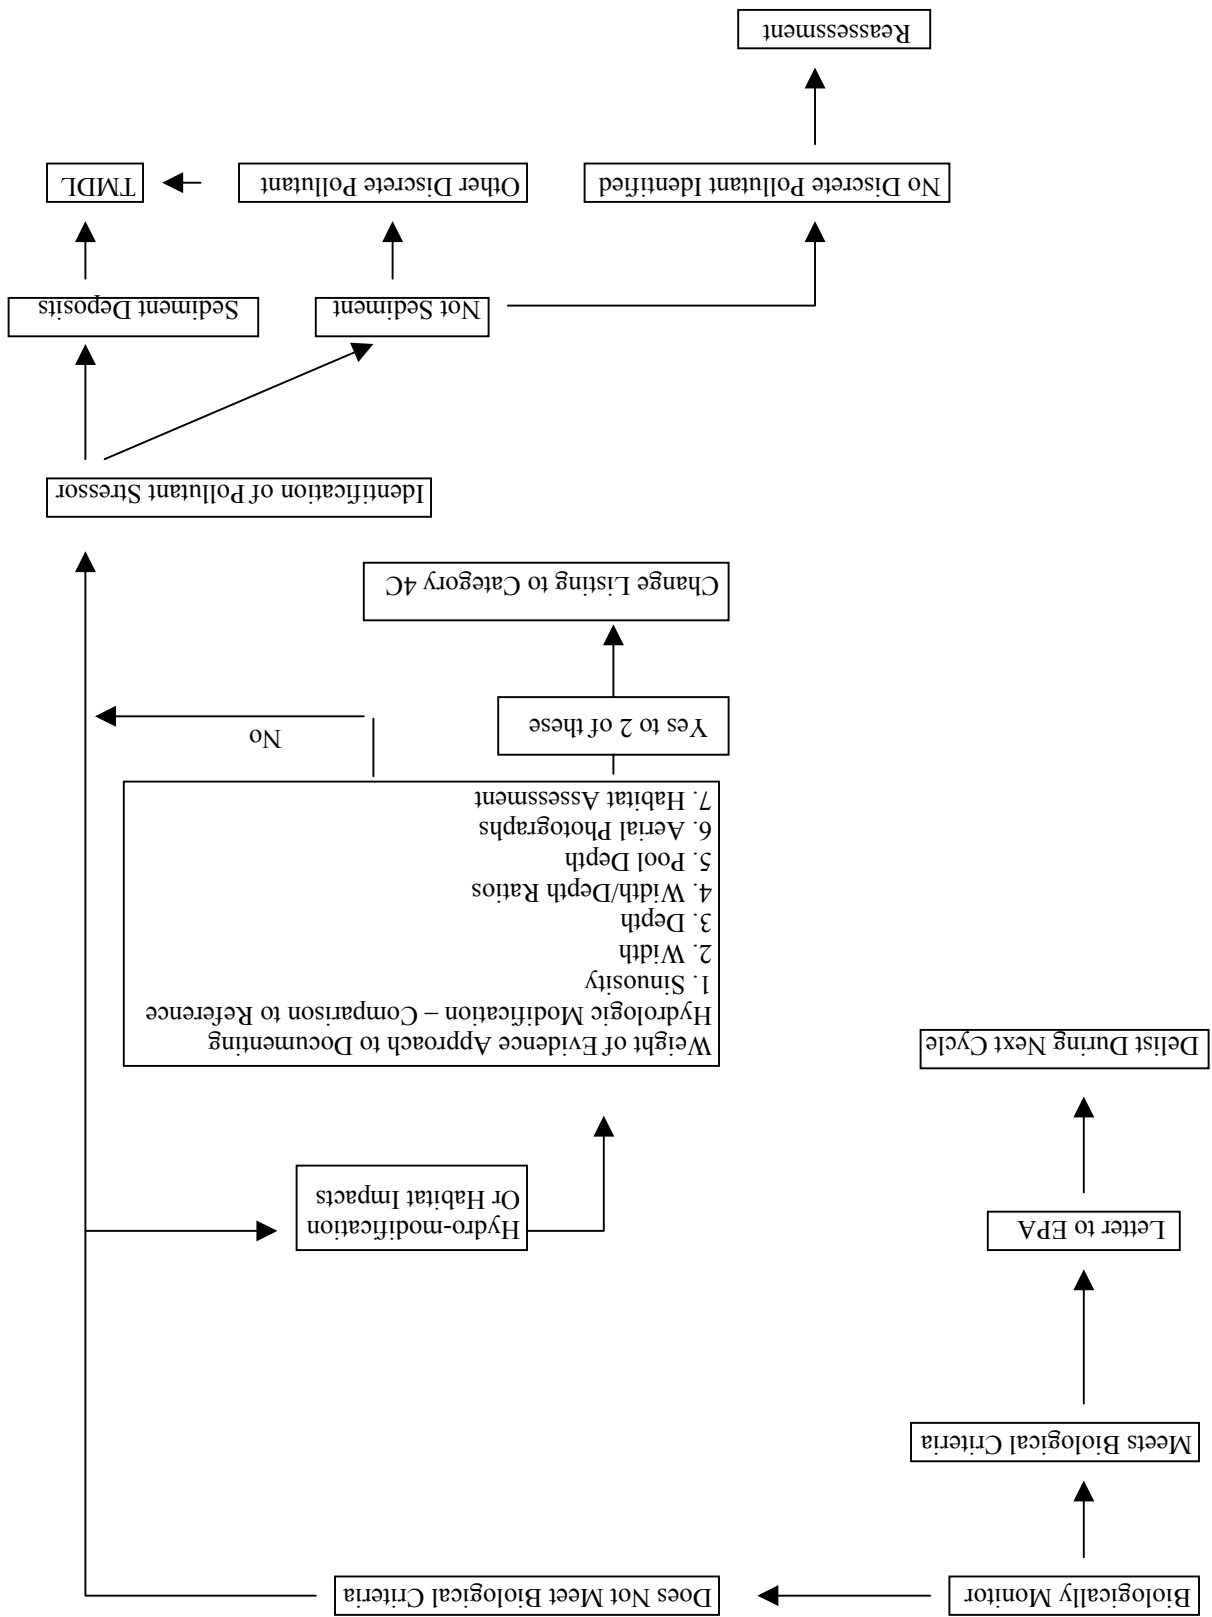 Biologically Monitor
Does Not Meet Biological Criteria
Meets Biological Criteria
Letter to EPA
Delist During Next Cycle
Hydro-modification
Or Habitat Impacts
Weight of Evidence Approach to Documenting
Hydrologic Modification – Comparison to Reference
1. Sinuosity
2. Width
3. Depth
4. Width/Depth Ratios
5. Pool Depth
6. Aerial Photographs
7. Habitat Assessment
Yes to 2 of these
No
Change Listing to Category 4C
Identification of Pollutant Stressor
Not Sediment
Sediment Deposits
No Discrete Pollutant Identified
Other Discrete Pollutant
TMDL
Reassessment